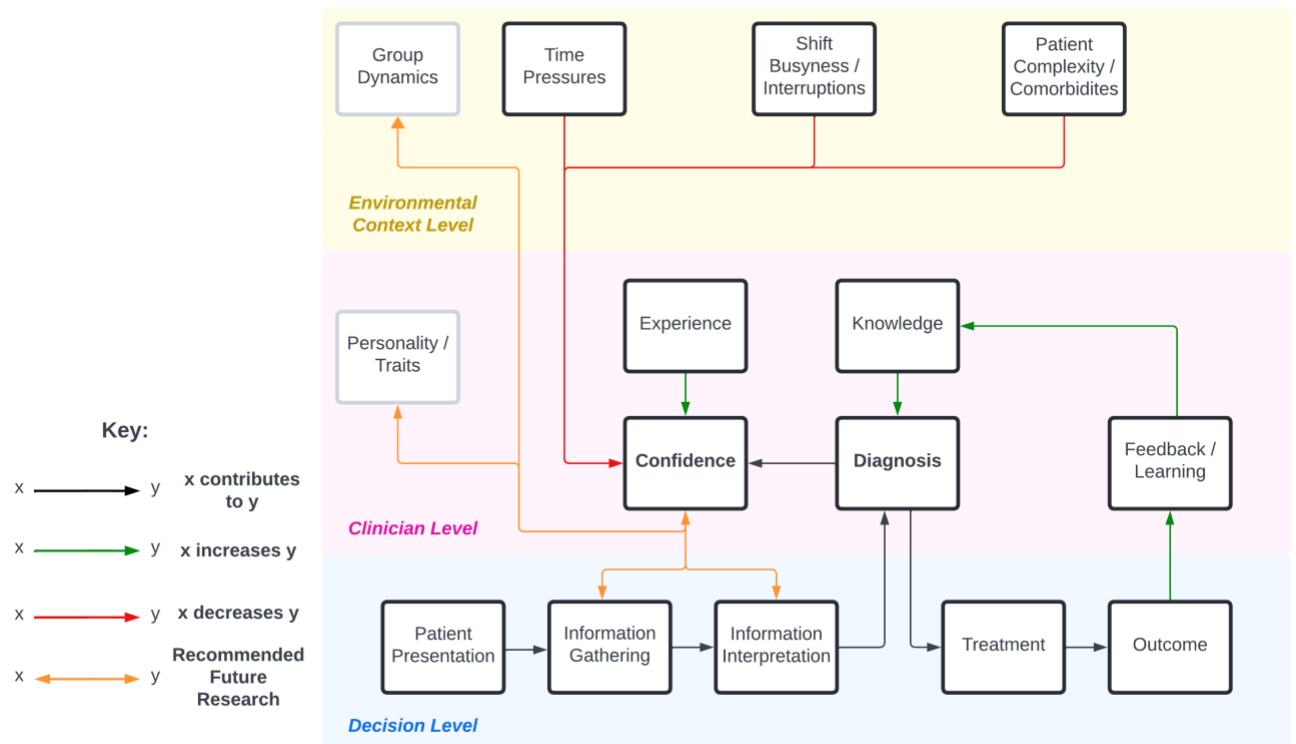 Group
Dynamics
Time
Pressures
Shift
Busyness /
Interruptions
Patient
Complexity /
Comorbidites
Environmental
Context Level
Personality /
Traits
Experience
Knowledge
Confidence
Diagnosis
Feedback /
Learning
Clinician Level
Patient
Presentation
Information
Gathering
Information
Interpretation
Treatment
Outcome
Decision Level
Key:
x y x contributes
to y
x y x increases y
x y x decreases y
x y Recommended
Future
Research